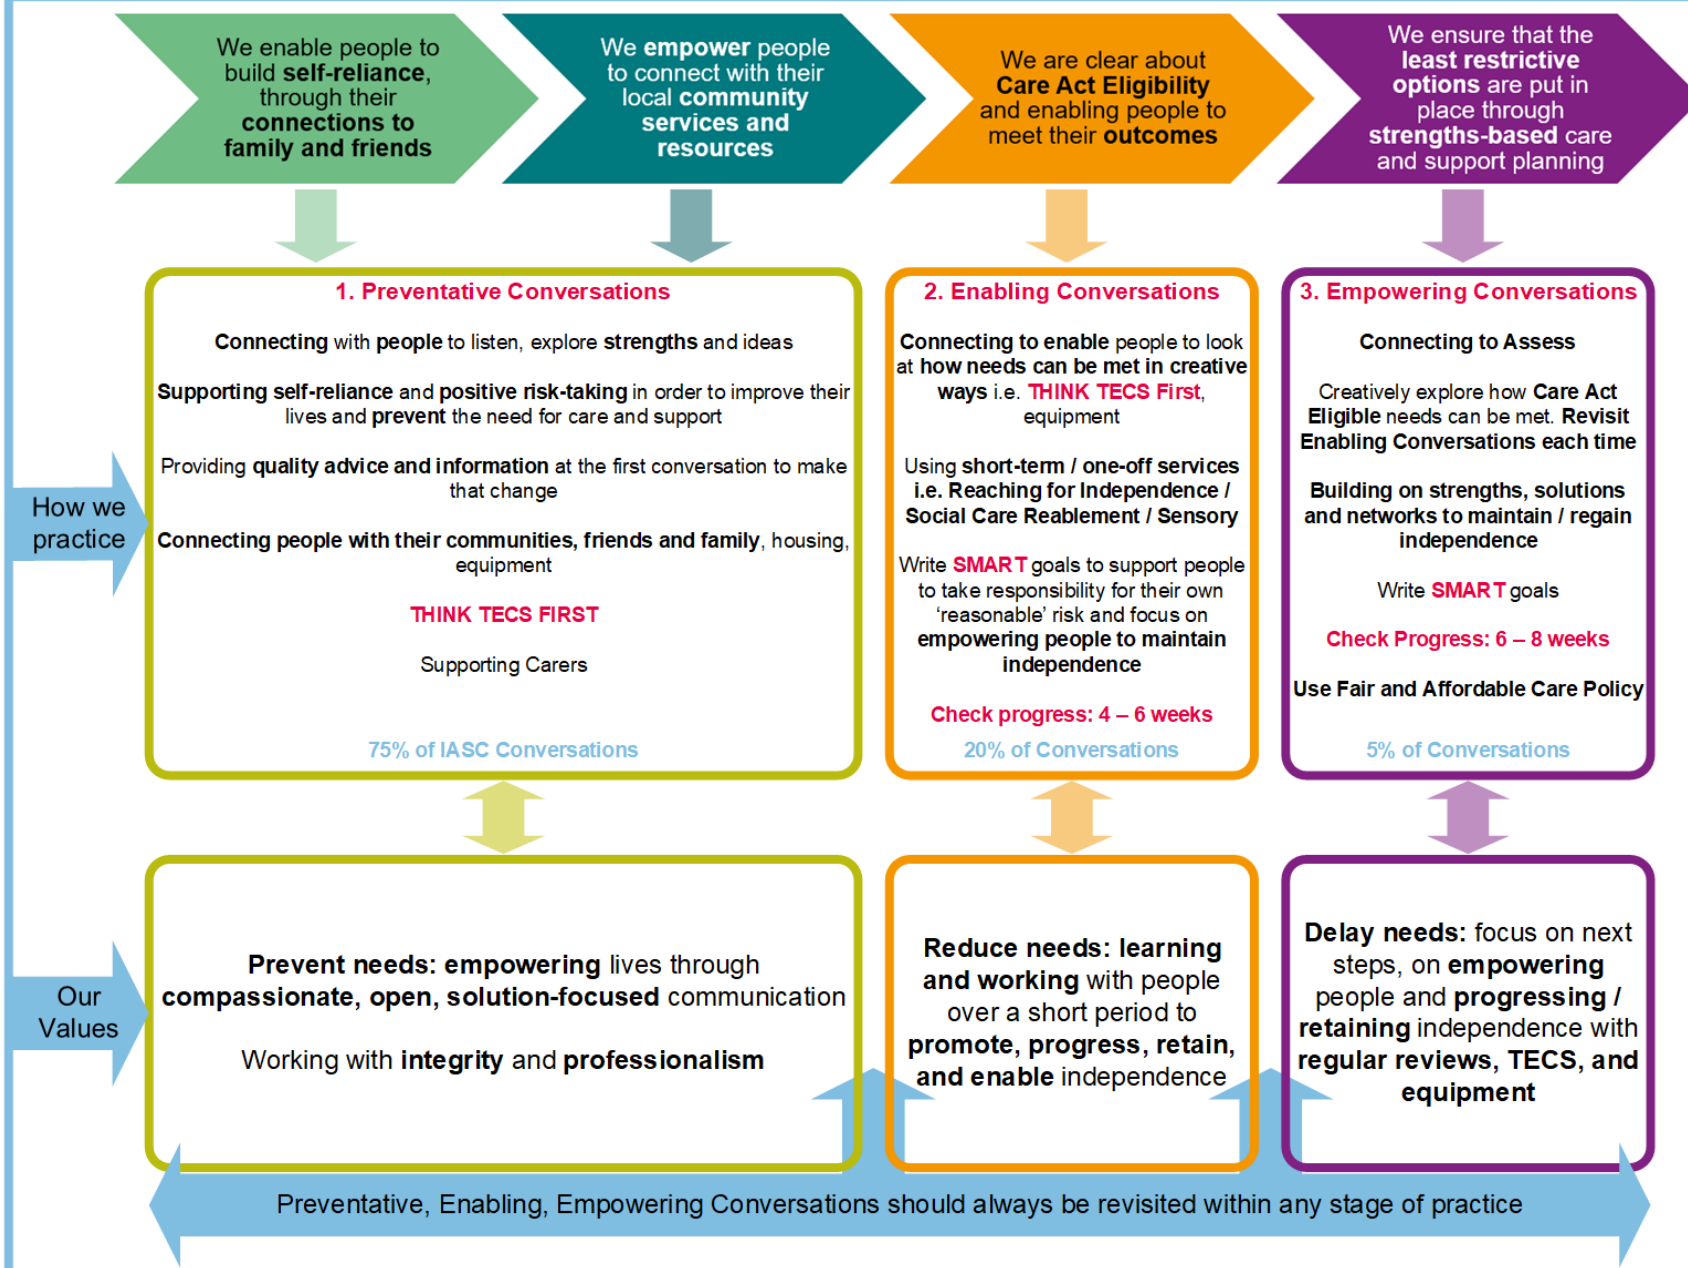 We enable people to
build self-reliance,
through their
connections to
family and friends
We empower people
to connect with their
local community
services and
resources
We are clear about
Care Act Eligibility
and enabling people to
meet their outcomes
We ensure that the
least restrictive
options are put in
place through
strengths-based care
and support planning
How we
practice
1. Preventative Conversations
Connecting with people to listen, explore strengths and ideas
Supporting self-reliance and positive risk-taking in order to improve their
lives and prevent the need for care and support
Providing quality advice and information at the first conversation to make
that change
Connecting people with their communities, friends and family, housing,
equipment
THINK TECS FIRST
Supporting Carers
75% of IASC Conversations
2. Enabling Conversations
Connecting to enable people to look
at how needs can be met in creative
ways i.e. THINK TECS First,
equipment
Using short-term / one-off services
i.e. Reaching for Independence /
Social Care Reablement / Sensory
Write SMART goals to support people
to take responsibility for their own
‘reasonable’ risk and focus on
empowering people to maintain
independence
Check progress: 4 – 6 weeks
20% of Conversations
3. Empowering Conversations
Connecting to Assess
Creatively explore how Care Act
Eligible needs can be met. Revisit
Enabling Conversations each time
Building on strengths, solutions
and networks to maintain / regain
independence
Write SMART goals
Check Progress: 6 – 8 weeks
Use Fair and Affordable Care Policy
5% of Conversations
Our
Values
Prevent needs: empowering lives through
compassionate, open, solution-focused communication
Working with integrity and professionalism
Reduce needs: learning
and working with people
over a short period to
promote, progress, retain,
and enable independence
Delay needs: focus on next
steps, on empowering
people and progressing /
retaining independence with
regular reviews, TECS, and
equipment
Preventative, Enabling, Empowering Conversations should always be revisited within any stage of practice